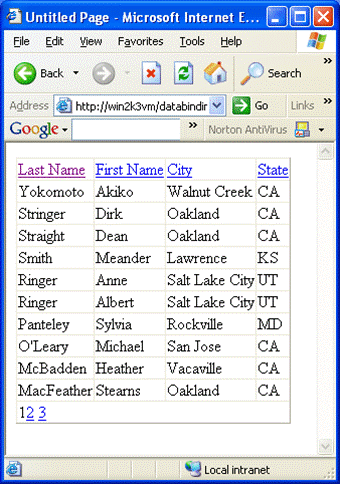 Untitled Page - Microsoft Internet E...
File Edit View Favorites Tools Help »
Back Search »
Address http://win2k3vm/databindir Go Links »
Google » Norton AntiVirus
Last Name First Name City State
Yokomoto Akiko Walnut Creek CA
Stringer Dirk Oakland CA
Straight Dean Oakland CA
Smith Meander Lawrence KS
Ringer Anne Salt Lake City UT
Ringer Albert Salt Lake City UT
Panteley Sylvia Rockville MD
O'Leary Michael San Jose CA
McBadden Heather Vacaville CA
MacFeather Stearns Oakland CA
1 2 3
Local intranet